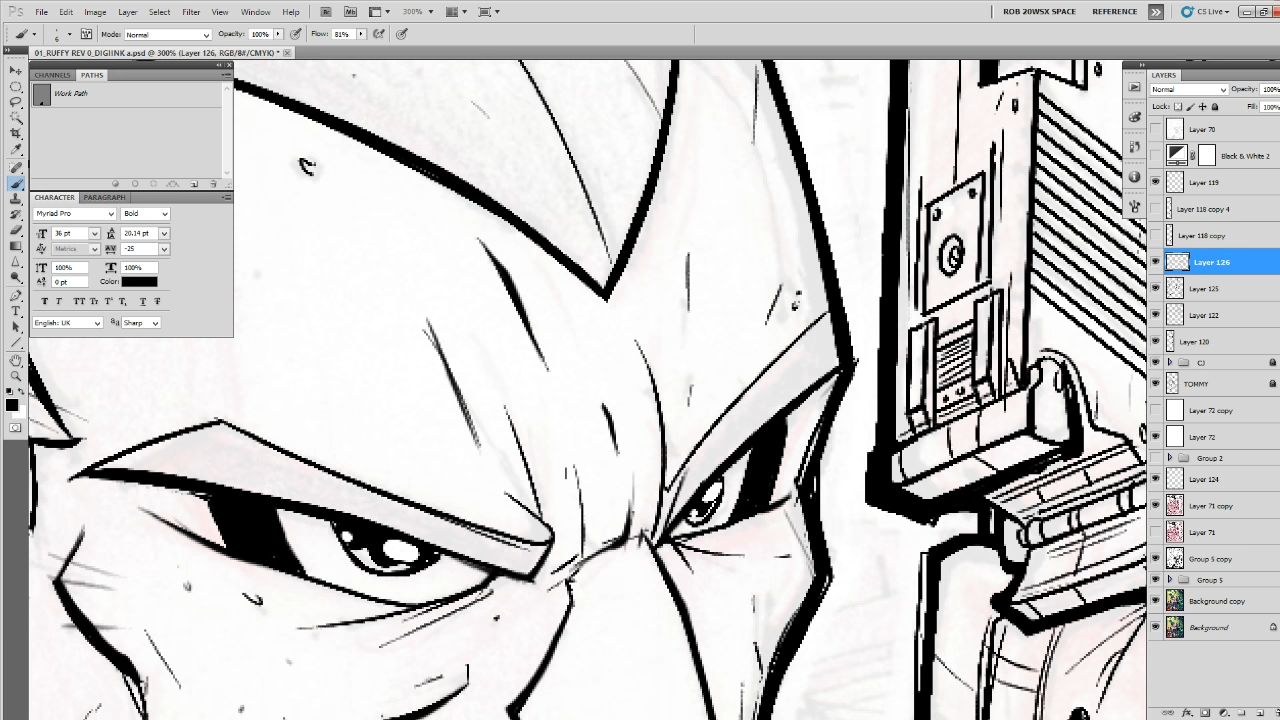 File Edit Image Layer Select Filter View Window Help Br Mb 300% ROB 20WSX SPACE REFERENCE CS Live
6 Mode: Normal Opacity: 100% Flow: 81%
01_RUFFY REV 0_DIGIINK a.psd @ 300% (Layer 126, RGB/8#/CMYK) *
CHANNELS PATHS
Work Path
CHARACTER PARAGRAPH
Myriad Pro Bold
36 pt 20.14 pt
Metrics -25
100% 100%
0 pt Color:
English: UK Sharp
LAYERS
Normal Opacity: 100%
Lock: Fill: 100%
Layer 70
Black & White 2
Layer 119
Layer 118 copy 4
Layer 118 copy
Layer 126
Layer 125
Layer 122
Layer 120
CJ
TOMMY
Layer 72 copy
Layer 72
Group 2
Layer 124
Layer 71 copy
Layer 71
Group 5 copy
Group 5
Background copy
Background